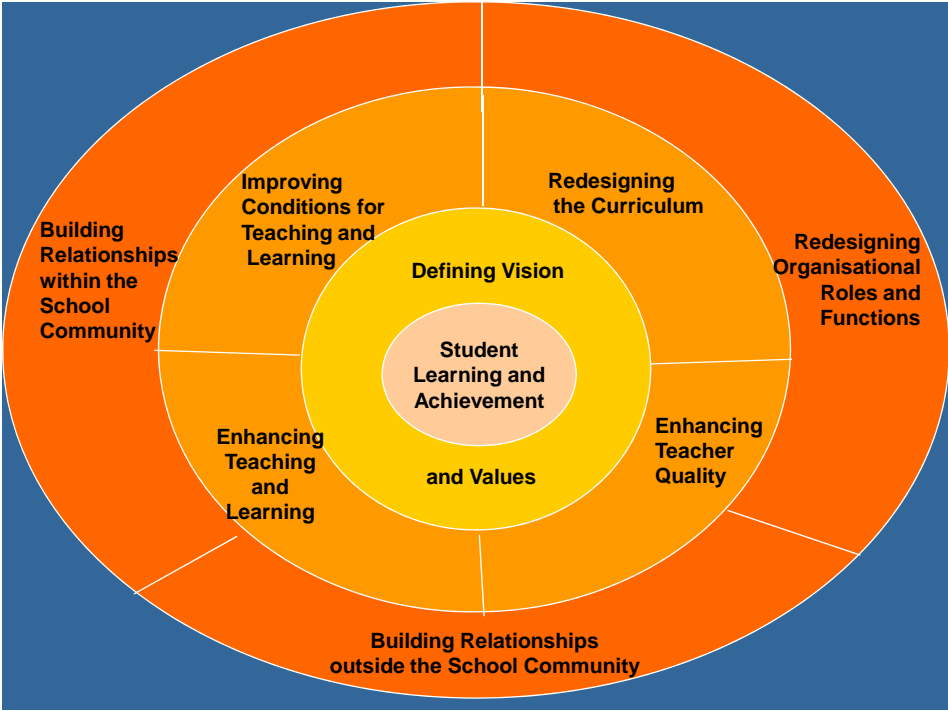 Improving
Conditions for
Teaching and
Learning
Redesigning
the Curriculum
Building
Relationships
within the
School
Community
Redesigning
Organisational
Roles and
Functions
Defining Vision
Student
Learning and
Achievement
and Values
Enhancing
Teaching
and
Learning
Enhancing
Teacher
Quality
Building Relationships
outside the School Community